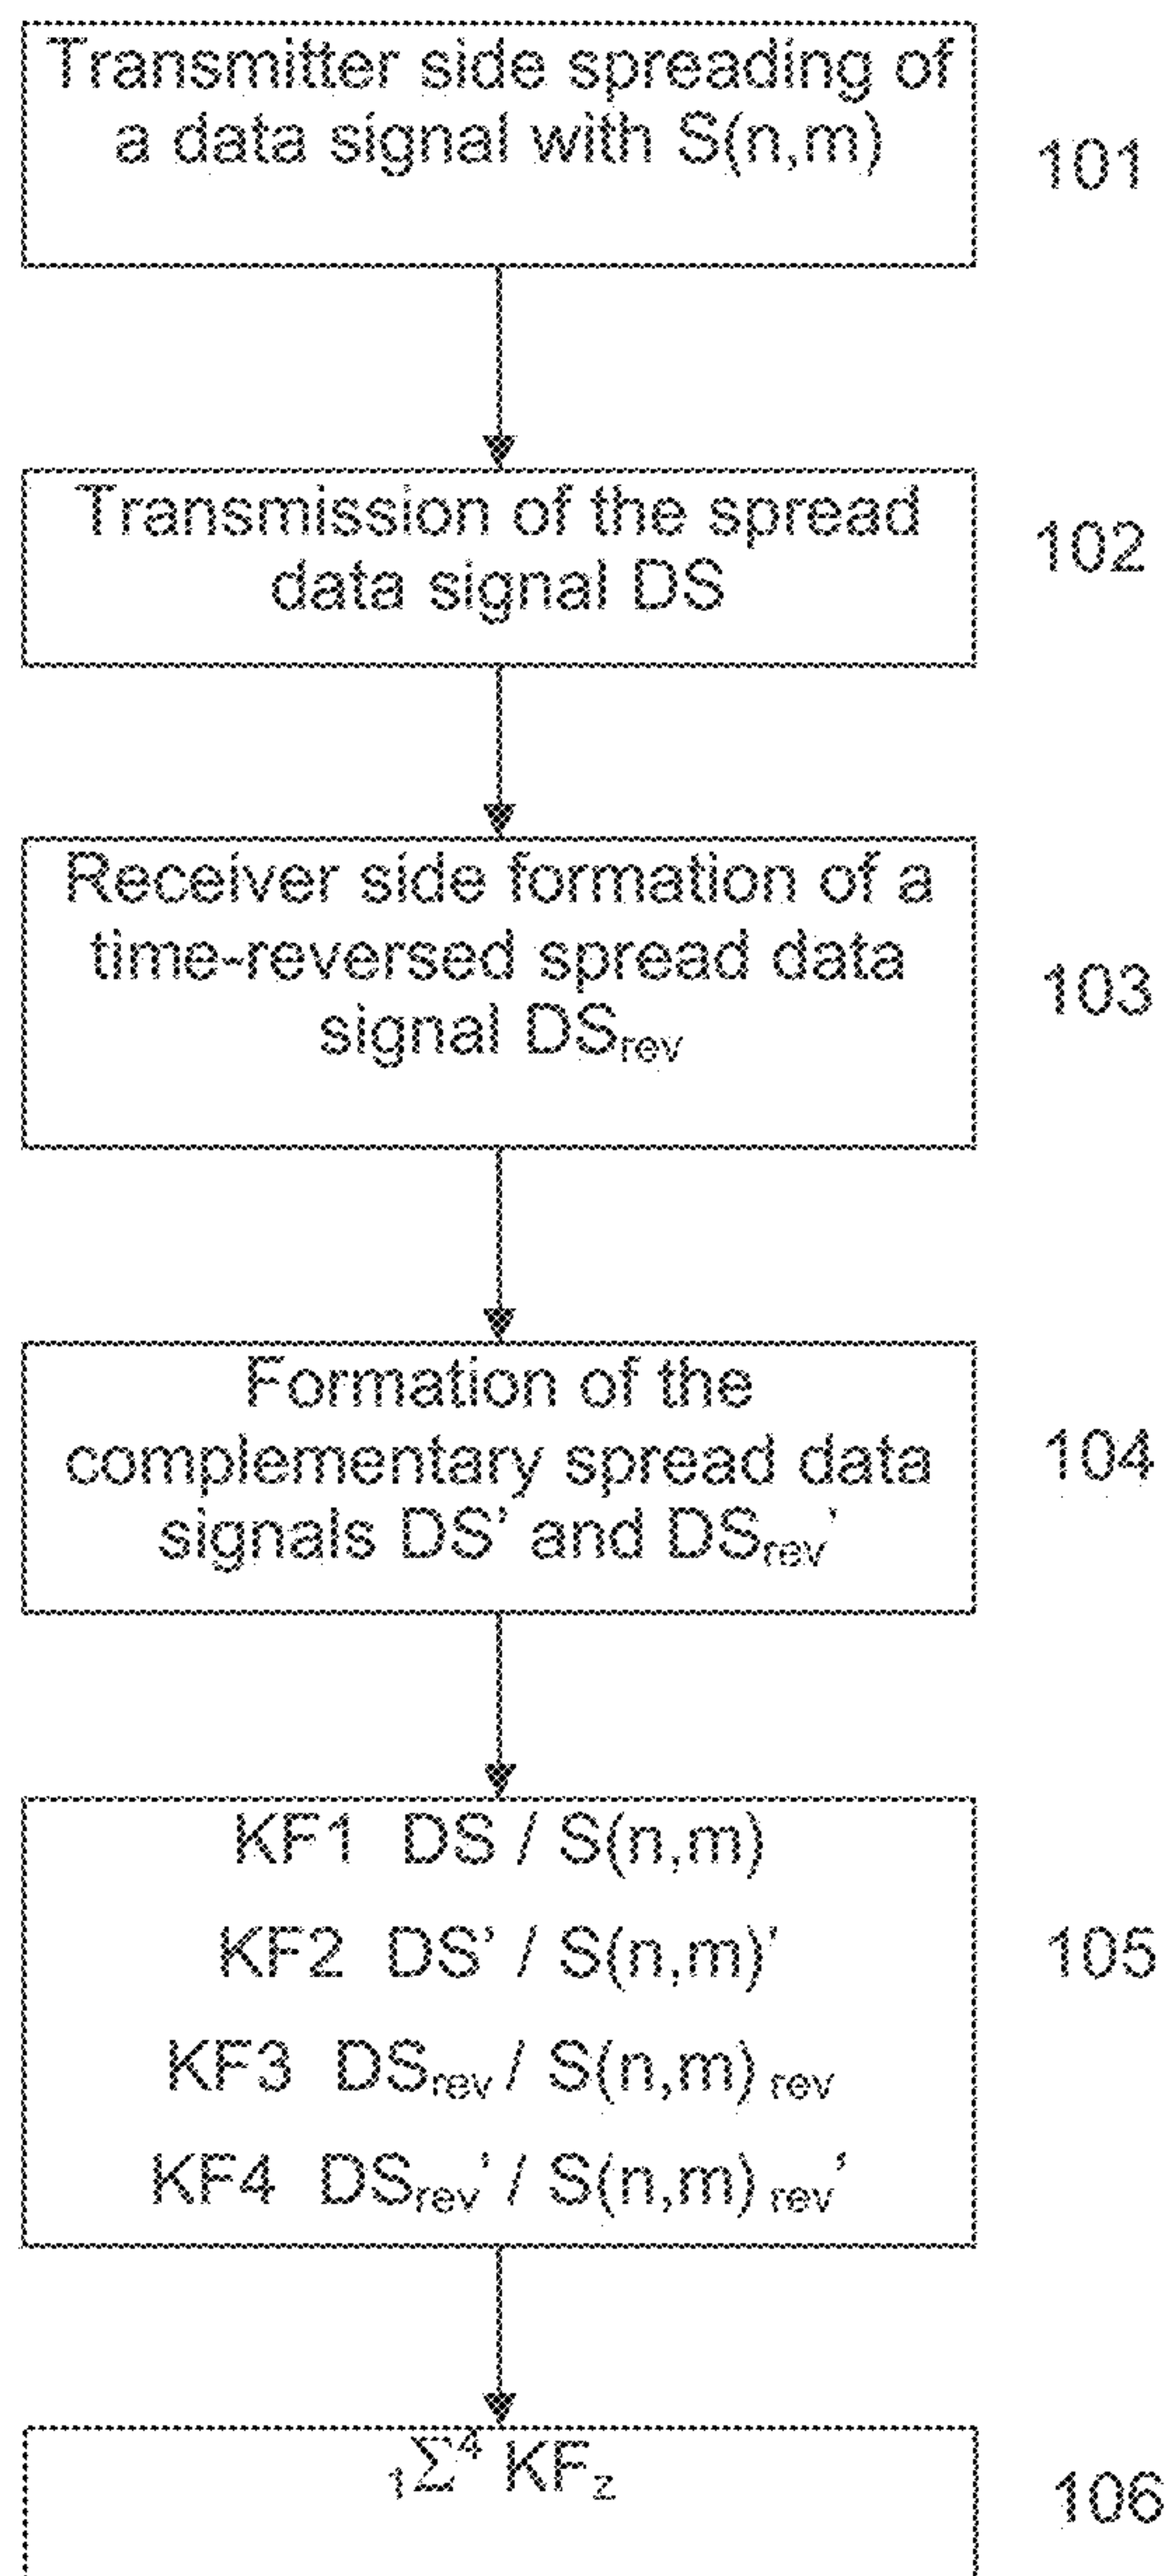 Transmitter side spreading of
a data signal with S(n,m)
101
Transmission of the spread
data signal DS
102
Receiver side formation of a
time-reversed spread data
signal DSrev
103
Formation of the
complementary spread data
signals DS’ and DSrev’
104
KF1 DS / S(n,m)
KF2 DS’ / S(n,m)’
KF3 DSrev / S(n,m) rev
KF4 DSrev’ / S(n,m) rev’
105
₁Σ⁴ KFz
106